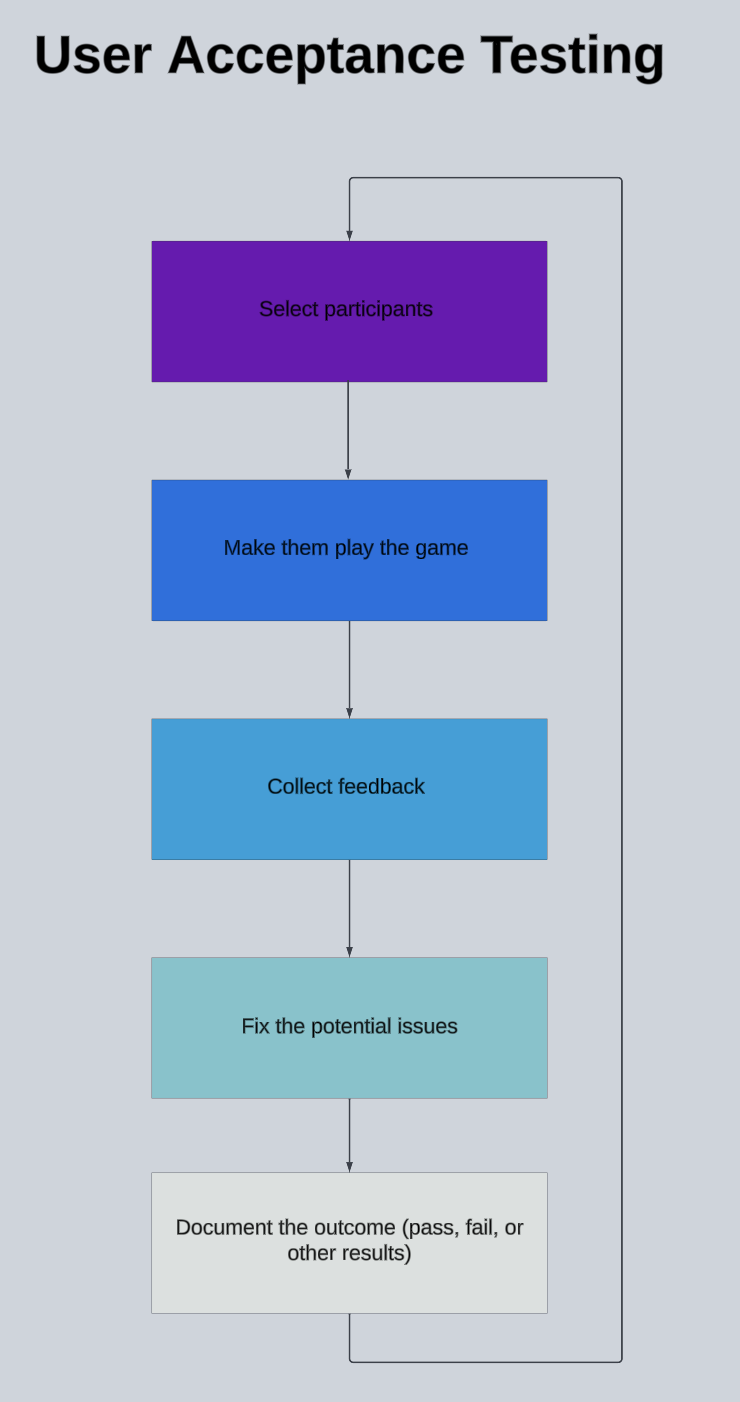 User Acceptance Testing
Select participants
Make them play the game
Collect feedback
Fix the potential issues
Document the outcome (pass, fail, or
other results)